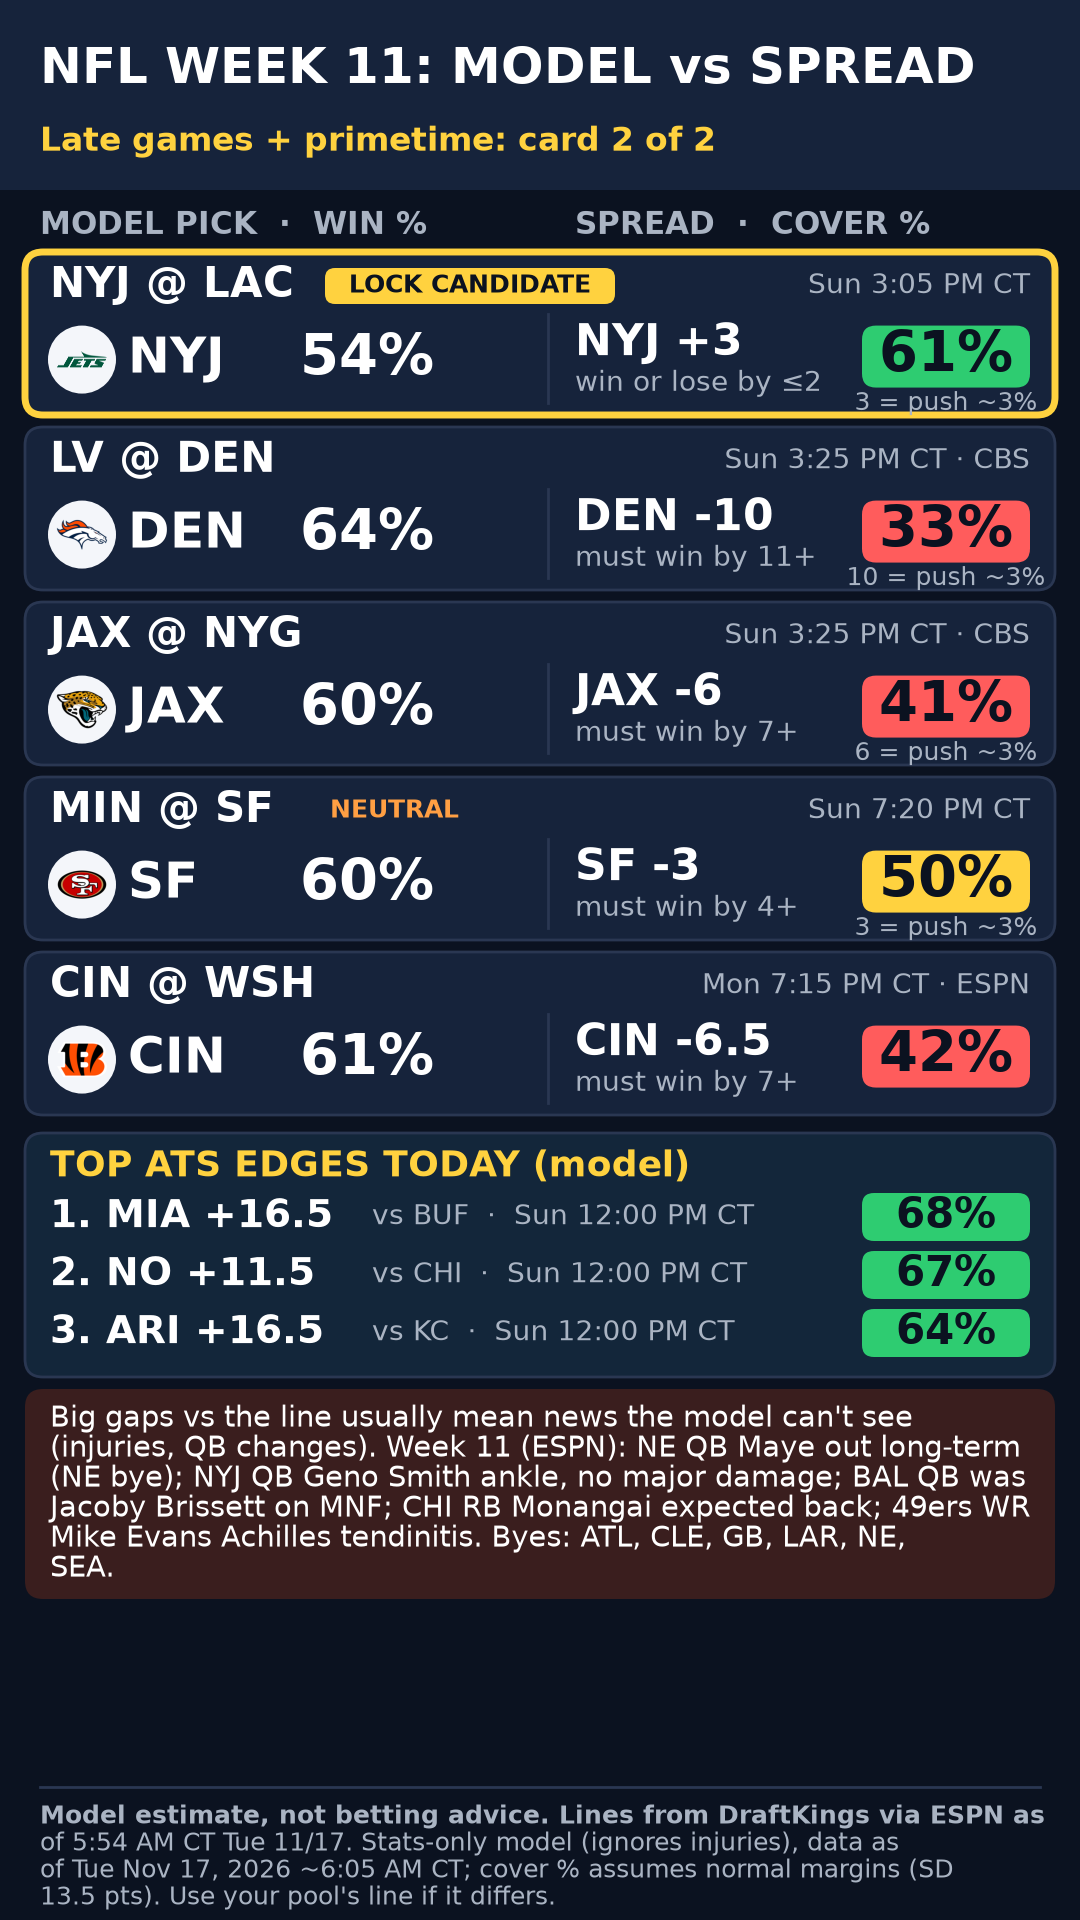 NFL WEEK 11: MODEL vs SPREAD
Late games + primetime: card 2 of 2
MODEL PICK · WIN % SPREAD · COVER %
NYJ @ LAC LOCK CANDIDATE Sun 3:05 PM CT
JETS NYJ 54% NYJ +3 61%
win or lose by ≤2
3 = push ~3%
LV @ DEN Sun 3:25 PM CT · CBS
DEN 64% DEN -10 33%
must win by 11+
10 = push ~3%
JAX @ NYG Sun 3:25 PM CT · CBS
JAX 60% JAX -6 41%
must win by 7+
6 = push ~3%
MIN @ SF NEUTRAL Sun 7:20 PM CT
SF SF 60% SF -3 50%
must win by 4+
3 = push ~3%
CIN @ WSH Mon 7:15 PM CT · ESPN
B CIN 61% CIN -6.5 42%
must win by 7+
TOP ATS EDGES TODAY (model)
1. MIA +16.5 vs BUF · Sun 12:00 PM CT 68%
2. NO +11.5 vs CHI · Sun 12:00 PM CT 67%
3. ARI +16.5 vs KC · Sun 12:00 PM CT 64%
Big gaps vs the line usually mean news the model can't see
(injuries, QB changes). Week 11 (ESPN): NE QB Maye out long-term
(NE bye); NYJ QB Geno Smith ankle, no major damage; BAL QB was
Jacoby Brissett on MNF; CHI RB Monangai expected back; 49ers WR
Mike Evans Achilles tendinitis. Byes: ATL, CLE, GB, LAR, NE,
SEA.
Model estimate, not betting advice. Lines from DraftKings via ESPN as
of 5:54 AM CT Tue 11/17. Stats-only model (ignores injuries), data as
of Tue Nov 17, 2026 ~6:05 AM CT; cover % assumes normal margins (SD
13.5 pts). Use your pool's line if it differs.